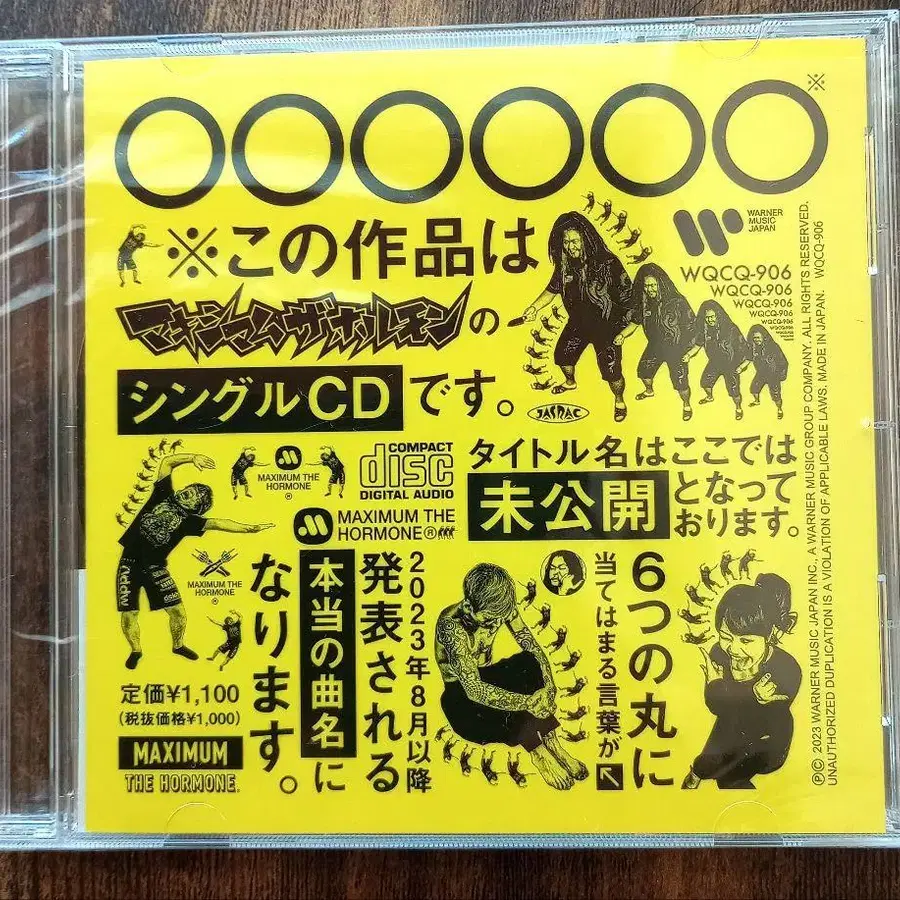 ○○○○○○※
※この作品は
マキシマムザホルモンの
シングルCDです。
WARNER
MUSIC
JAPAN
WQCQ-906
WQCQ-906
WQCQ-906
WQCQ-906
WQCQ-906
JASRAC
タイトル名はここでは
未公開となって
おります。
COMPACT
disc
DIGITAL AUDIO
MAXIMUM THE
HORMONE
®
MAXIMUM THE
HORMONE®
MAXIMUM THE
HORMONE
®
6つの丸に
当てはまる言葉が
2023年8月以降
発表される
本当の曲名に
なります。
定価¥1,100
(税抜価格¥1,000)
MAXIMUM
THE HORMONE
Ⓟ© 2023 WARNER MUSIC JAPAN INC., A WARNER MUSIC GROUP COMPANY. ALL RIGHTS RESERVED.
UNAUTHORIZED DUPLICATION IS A VIOLATION OF APPLICABLE LAWS. MADE IN JAPAN. WQCQ-906